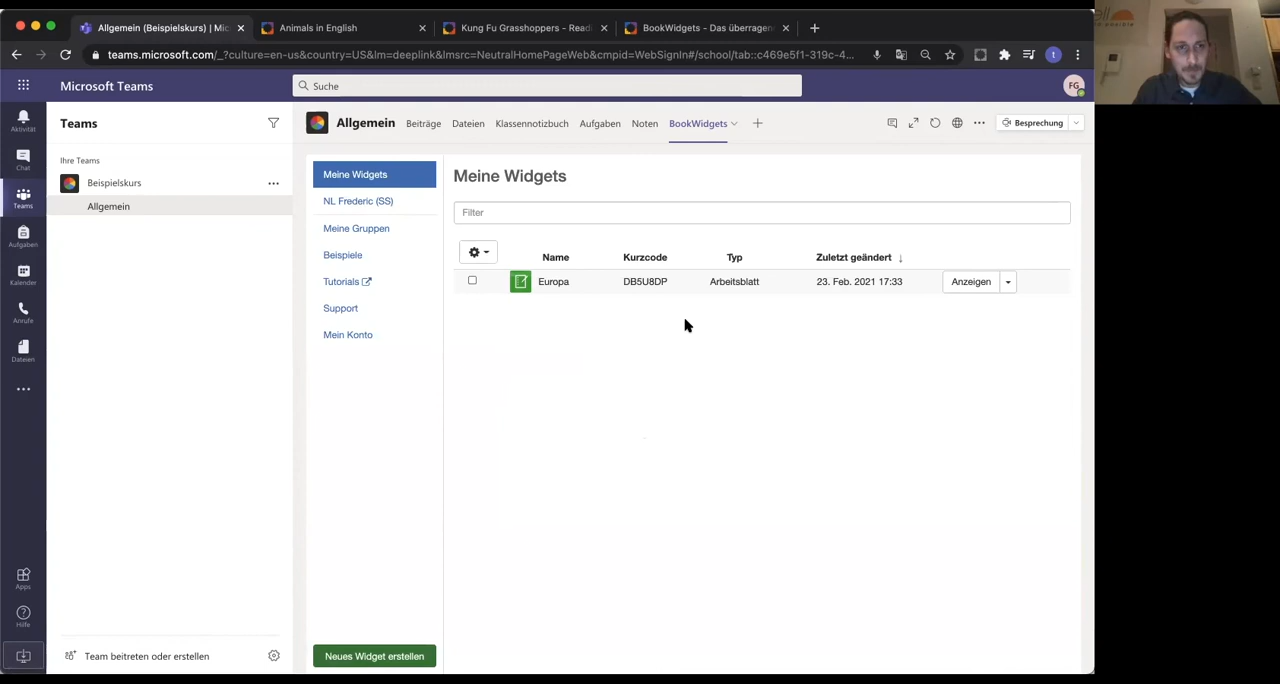 Allgemein (Beispielkurs) | Mic
Animals in English
Kung Fu Grasshoppers - Readi
BookWidgets - Das überragen
teams.microsoft.com/_?culture=en-us&country=US&lm=deeplink&lmsrc=NeutralHomePageWeb&cmpid=WebSignIn#/school/tab::c469e5f1-319c-4...
t
Microsoft Teams
Suche
FG
Aktivität
Chat
Teams
Aufgaben
Kalender
Anrufe
Dateien
Apps
Hilfe
Teams
Ihre Teams
Beispielskurs
Allgemein
Team beitreten oder erstellen
Allgemein
Beiträge
Dateien
Klassennotizbuch
Aufgaben
Noten
BookWidgets
Besprechung
Meine Widgets
NL Frederic (SS)
Meine Gruppen
Beispiele
Tutorials
Support
Mein Konto
Neues Widget erstellen
Meine Widgets
Filter
Name Kurzcode Typ Zuletzt geändert ↓
Europa DB5U8DP Arbeitsblatt 23. Feb. 2021 17:33 Anzeigen